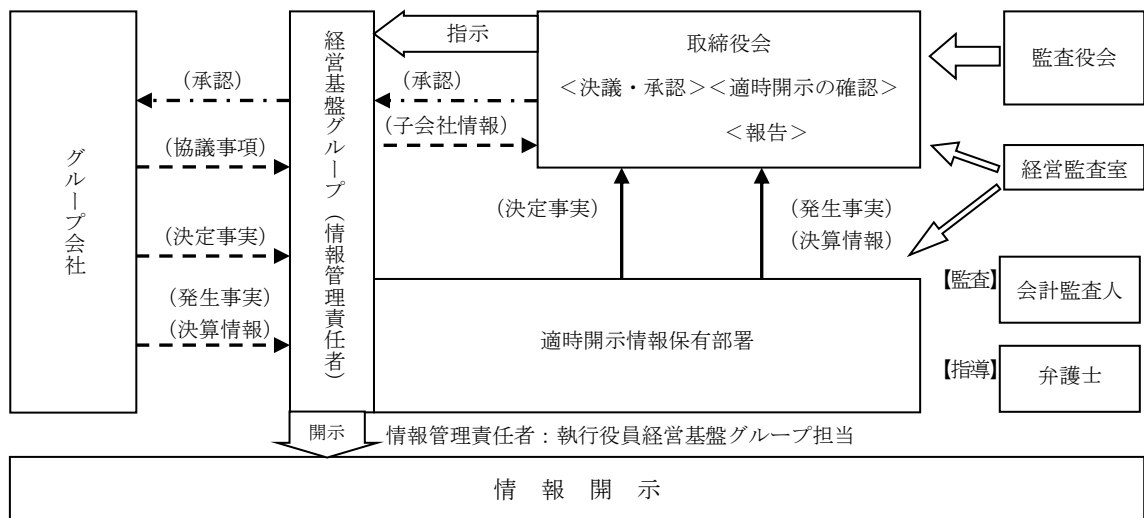 グループ会社
(承認)
(協議事項)
(決定事実)
(発生事実)
(決算情報)
経営基盤グループ(情報管理責任者)
指示
(承認)
(子会社情報)
取締役会
<決議・承認><適時開示の確認>
<報告>
(決定事実)
(発生事実)
(決算情報)
適時開示情報保有部署
監査役会
経営監査室
【監査】
会計監査人
【指導】
弁護士
開示
情報管理責任者：執行役員経営基盤グループ担当
情 報 開 示